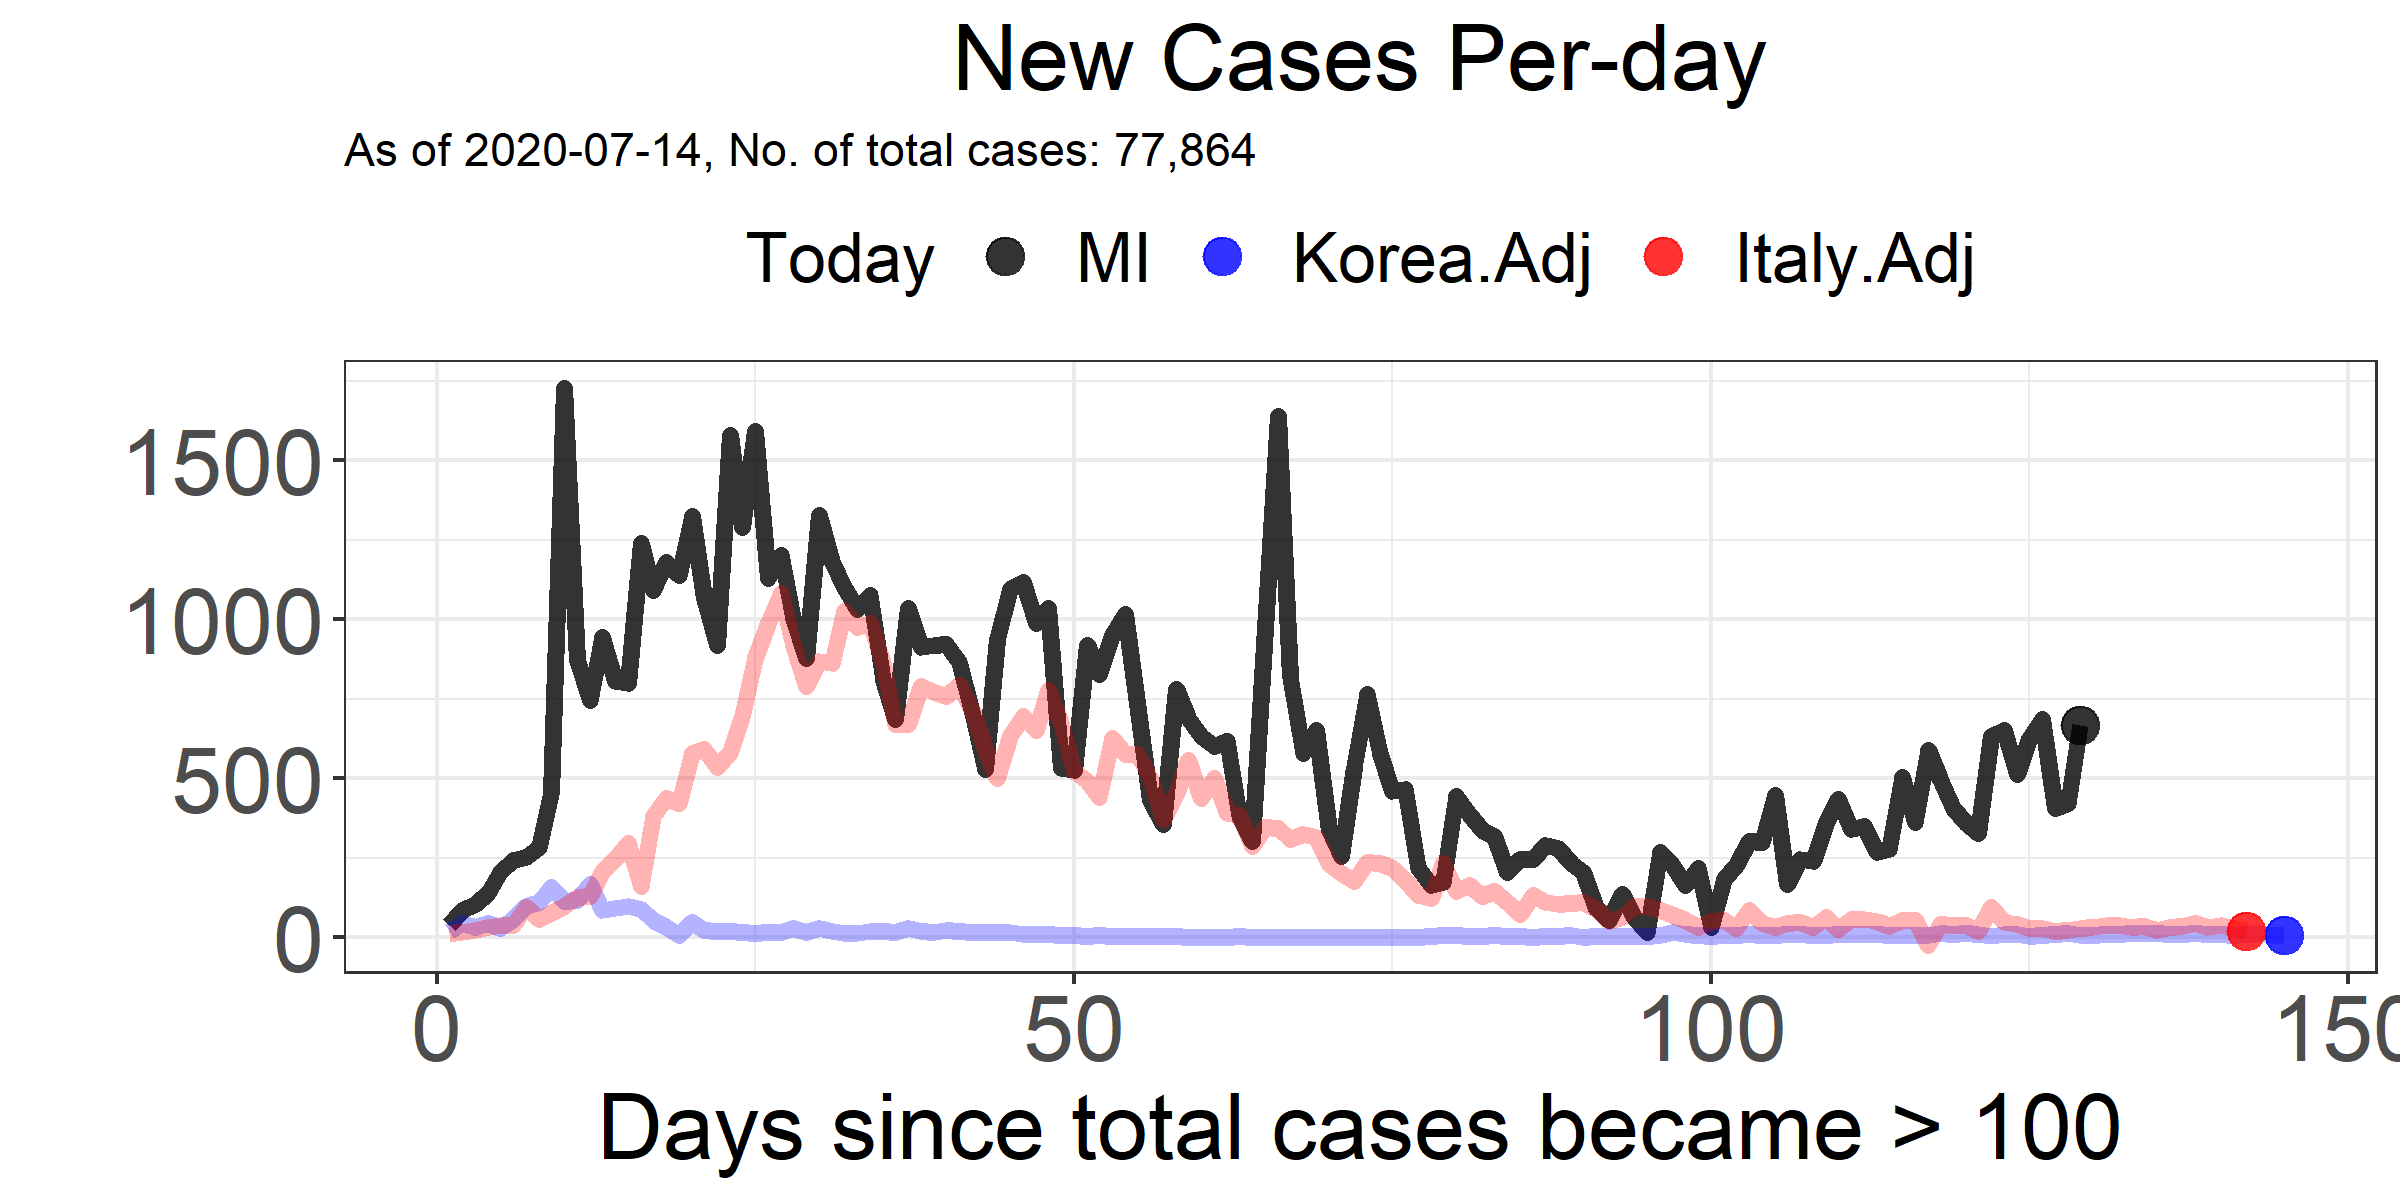 New Cases Per-day
As of 2020-07-14, No. of total cases: 77,864
Today MI Korea.Adj Italy.Adj
1500
1000
500
0
0 50 100 150
Days since total cases became > 100